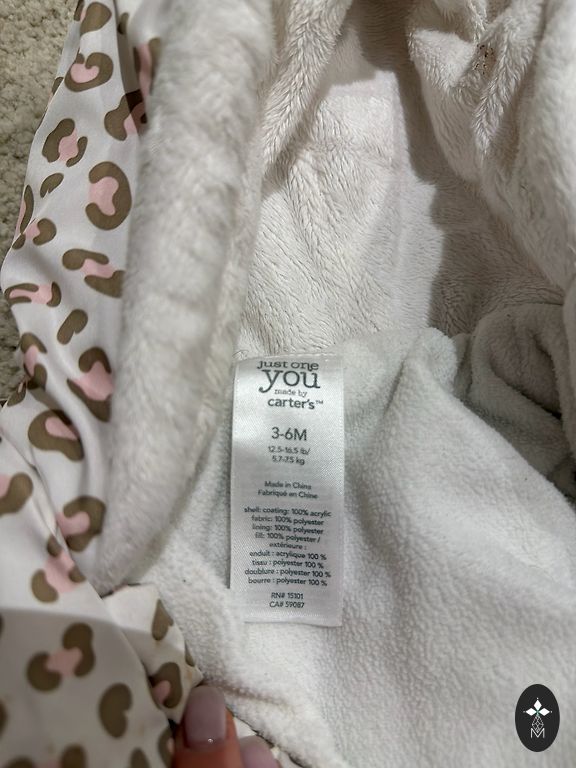 just one
you
made by
carter's™
3-6M
12.5-16.5 lb/
5.7-7.5 kg
Made in China
Fabriqué en Chine
shell: coating: 100% acrylic
fabric: 100% polyester
lining: 100% polyester
fill: 100% polyester /
extérieure :
enduit : acrylique 100 %
tissu : polyester 100 %
doublure : polyester 100 %
bourre : polyester 100 %
RN# 15101
CA# 59087
M